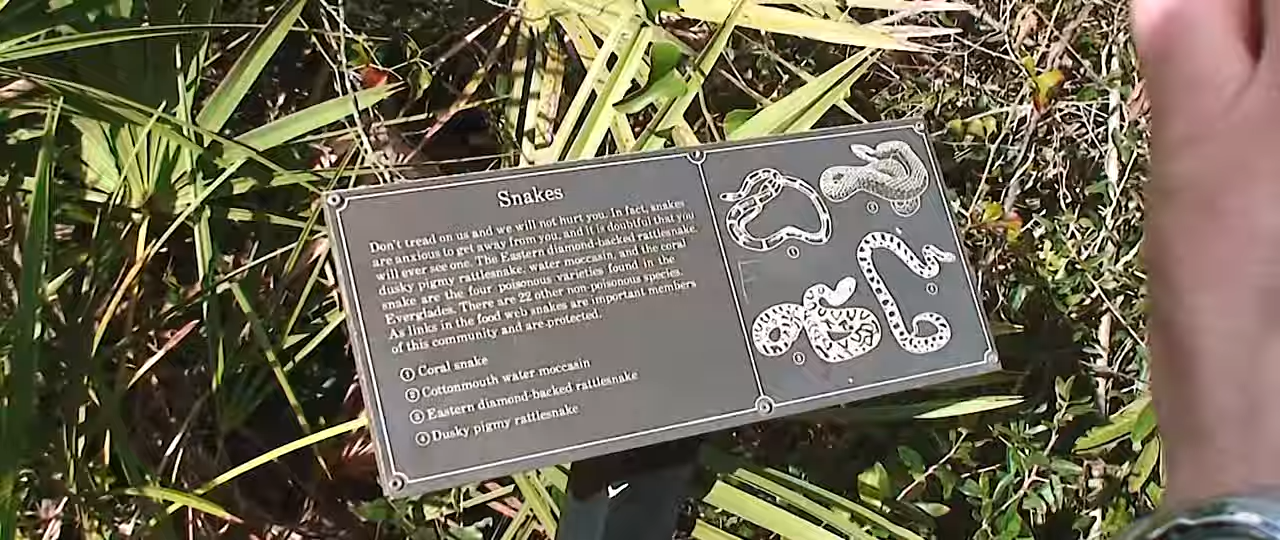 Snakes
Don't tread on us and we will not hurt you. In fact, snakes
are anxious to get away from you, and it is doubtful that you
will ever see one. The Eastern diamond-backed rattlesnake,
dusky pigmy rattlesnake, water moccasin, and the coral
snake are the four poisonous varieties found in the
Everglades. There are 22 other non-poisonous species.
As links in the food web snakes are important members
of this community and are protected.
① Coral snake
② Cottonmouth water moccasin
③ Eastern diamond-backed rattlesnake
④ Dusky pigmy rattlesnake
②
①
④
③